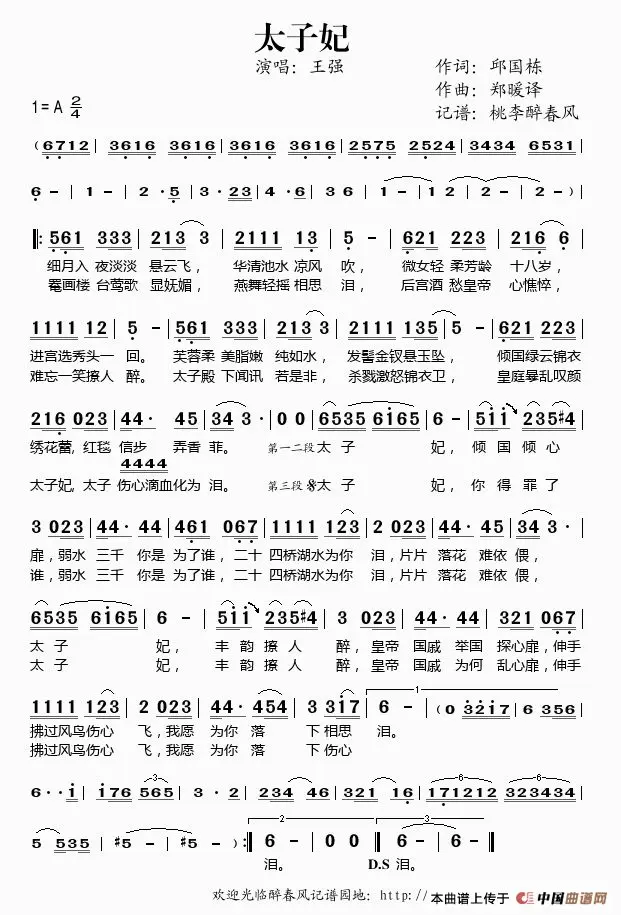 太子妃
演唱：王强
作词：邱国栋
作曲：郑暖译
1=A 2/4
记谱：桃李醉春风
（6712｜3616 3616｜3616 3616｜2575 2524｜3434 6531｜
6 -｜1 -｜2 · 5｜3 · 23｜4 · 6｜3 6｜1 -｜1 2｜2 -｜2 -）｜
‖: 561 333｜213 3｜2111 13｜5 -｜621 223｜216 6｜
细月入 夜淡淡 悬云飞， 华清池水 凉风 吹， 微女轻 柔芳龄 十八岁，
罨画楼 台莺歌 显妩媚， 燕舞轻摇 相思 泪， 后宫酒 愁皇帝 心憔悴，
1111 12｜5 -｜561 333｜213 3｜2111 135｜5 -｜621 2223｜
进宫选秀头一 回。 芙蓉柔 美脂嫩 纯如水， 发髻金钗悬玉坠， 倾国绿云锦衣
难忘一笑撩人 醉。 太子殿 下闻讯 若是非， 杀戮激怒锦衣卫， 皇庭暴乱叹颜
216 023｜44· 45｜34 3·｜0 0｜6535 6165｜6 -｜511 235#4｜
绣花蕾，红毯 信步 弄香 菲。 第一二段 太 子 妃，倾 国 倾 心
4444
太子妃，太子 伤心滴血化为 泪。 第三段 𝄋太 子 妃，你 得 罪 了
3 023｜44· 44·｜461 067｜1111 123｜2 023｜44· 445｜34 3·｜
扉，弱水 三千 你是 为了谁，二十 四桥湖水为你 泪，片片 落花 难依 偎，
谁，弱水 三千 你是 为了谁，二十 四桥湖水为你 泪，片片 落花 难依 偎，
6535 6165｜6 -｜511 235#4｜3 023｜44· 44·｜321 067｜
太 子 妃， 丰 韵 撩 人 醉，皇帝 国戚 举国 探心扉，伸手
太 子 妃， 丰 韵 撩 人 醉，皇帝 国戚 为何 乱心扉，伸手
1111 123｜2 023｜44· 454｜3 317｜1. 6 -｜（0 3217｜6 356｜
拂过风鸟伤心 飞，我愿 为你 落 下相思 泪。
拂过风鸟伤心 飞，我愿 为你 落 下伤心
6· ·1｜176 565 3｜3· 2｜234 46｜321 16｜171212 323434｜
5 535｜#5 -｜#5 -）:‖2. 6 -｜0 0‖3. 6 -｜6 -‖
泪。 D.S 泪。
欢迎光临醉春风记谱园地：http://
本曲谱上传于 中国曲谱网